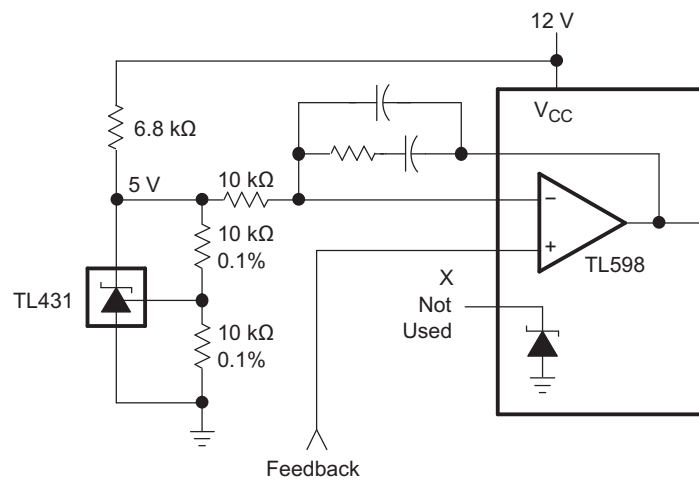 12 V
V_CC
6.8 kΩ
5 V
10 kΩ
10 kΩ
0.1%
TL431
10 kΩ
0.1%
−
+
TL598
X
Not
Used
Feedback